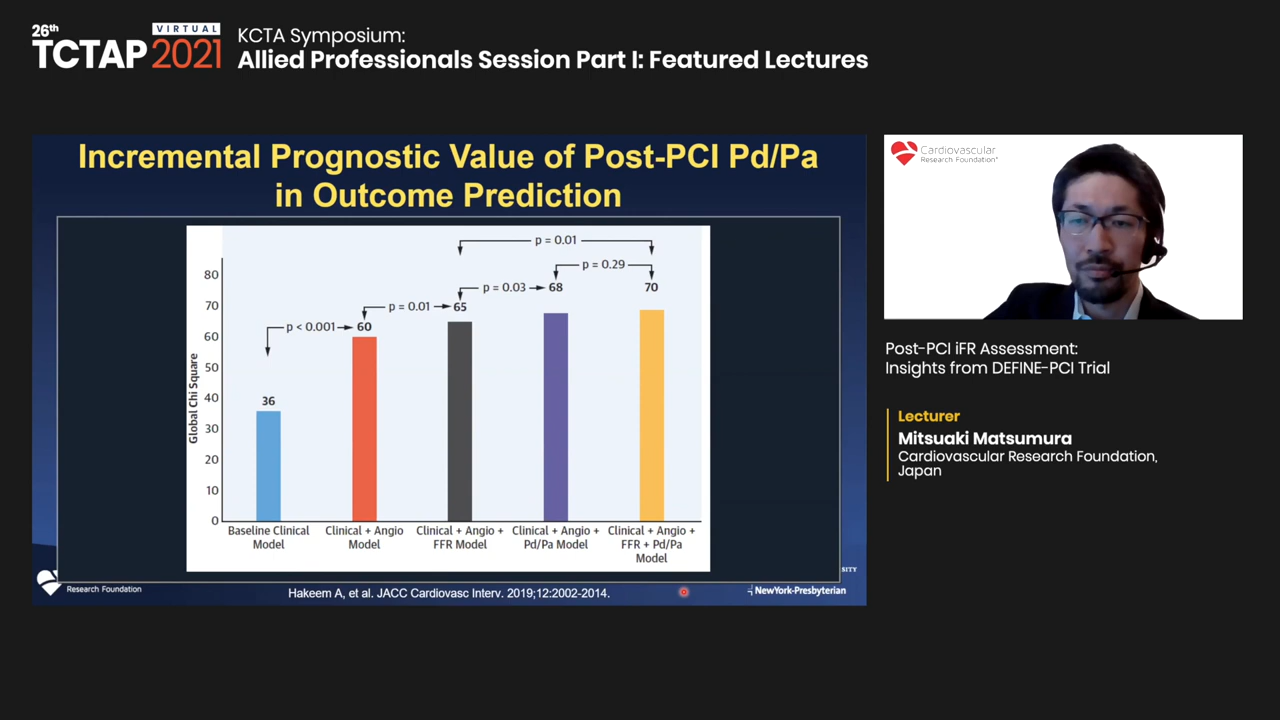 26th
VIRTUAL
TCTAP 2021
KCTA Symposium:
Allied Professionals Session Part I: Featured Lectures
Incremental Prognostic Value of Post-PCI Pd/Pa
in Outcome Prediction
p = 0.01
p = 0.29
p = 0.03
68
70
p = 0.01
65
p < 0.001
60
36
Global Chi Square
80
70
60
50
40
30
20
10
0
Baseline Clinical
Model
Clinical + Angio
Model
Clinical + Angio +
FFR Model
Clinical + Angio +
Pd/Pa Model
Clinical + Angio +
FFR + Pd/Pa
Model
Research Foundation
Hakeem A, et al. JACC Cardiovasc Interv. 2019;12:2002-2014.
NewYork-Presbyterian
Cardiovascular
Research Foundation
Post-PCI iFR Assessment:
Insights from DEFINE-PCI Trial
Lecturer
Mitsuaki Matsumura
Cardiovascular Research Foundation,
Japan